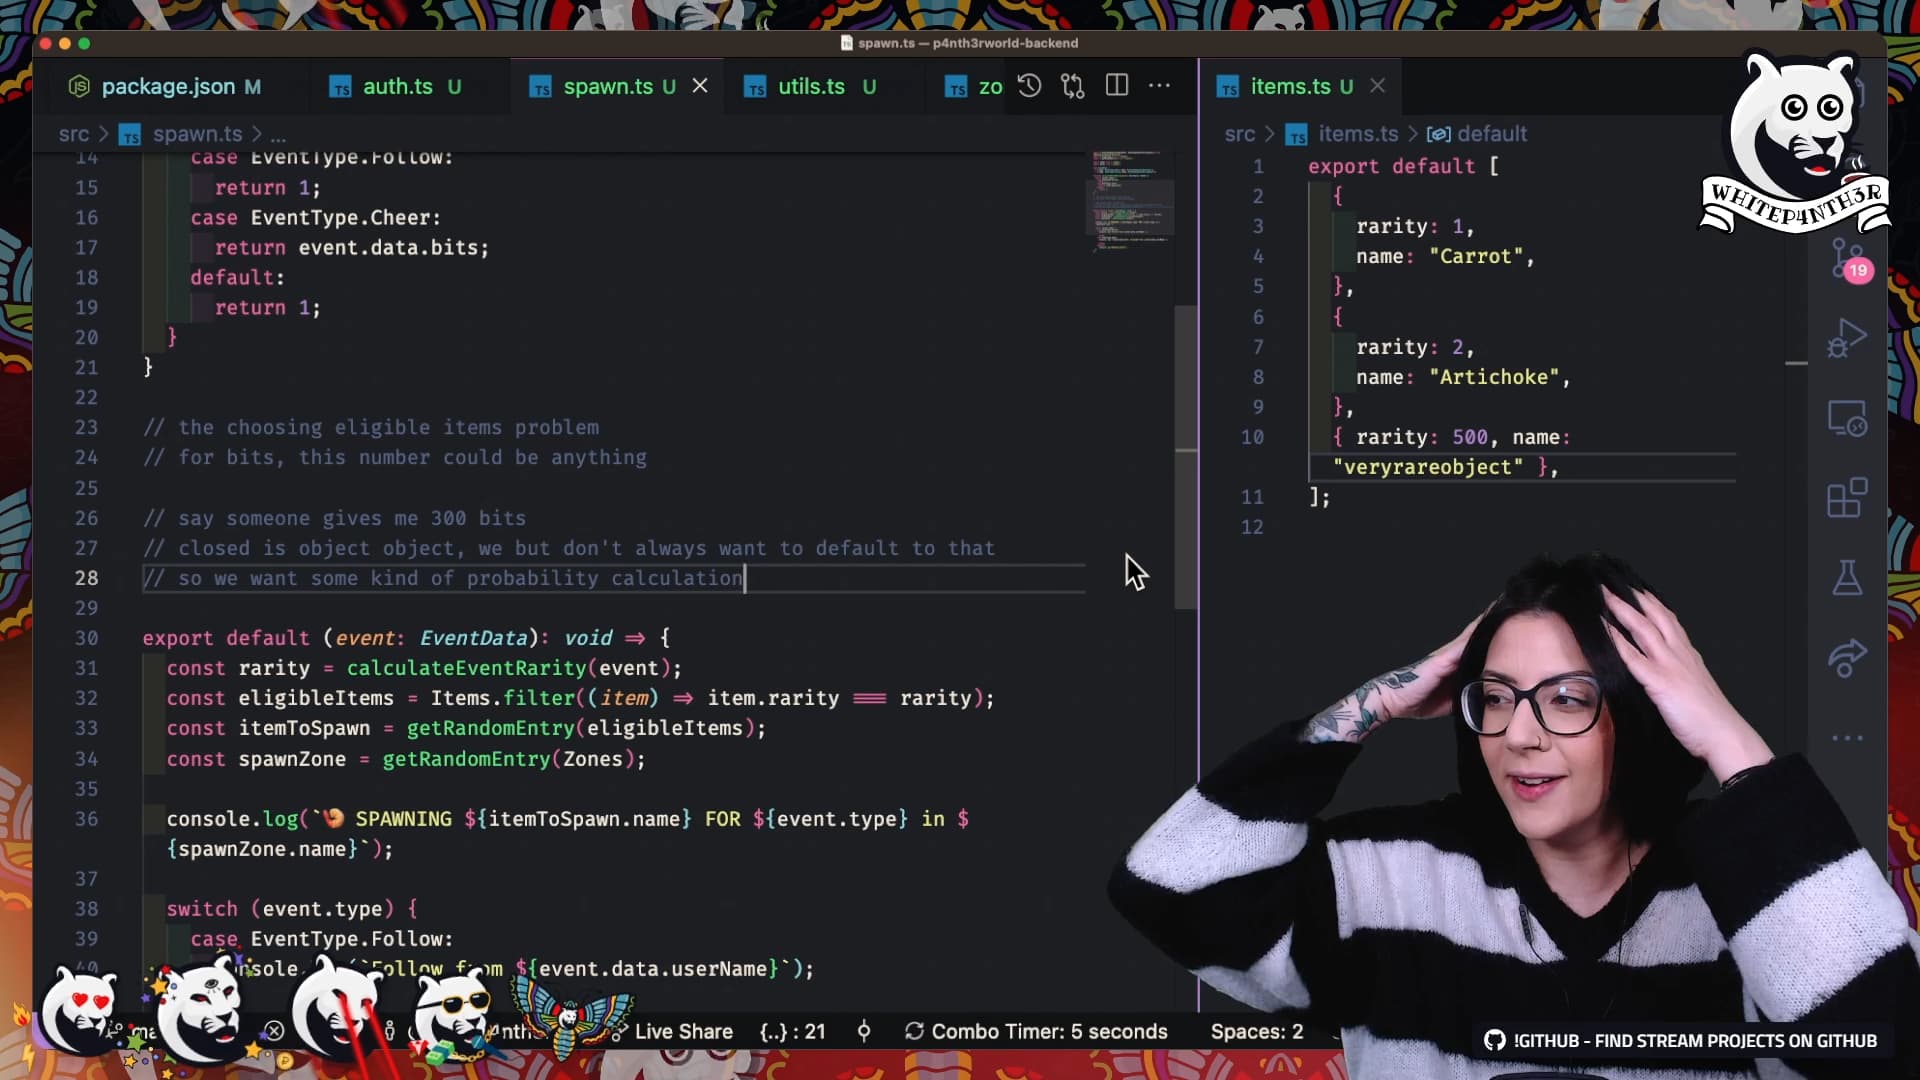 spawn.ts — p4nth3rworld-backend
package.json M
auth.ts U
spawn.ts U
utils.ts U
zo
items.ts U
src > spawn.ts > ...
src > items.ts > default
14 case EventType.Follow:
15 return 1;
16 case EventType.Cheer:
17 return event.data.bits;
18 default:
19 return 1;
20 }
21 }
22
23 // the choosing eligible items problem
24 // for bits, this number could be anything
25
26 // say someone gives me 300 bits
27 // closed is object object, we but don't always want to default to that
28 // so we want some kind of probability calculation
29
30 export default (event: EventData): void => {
31 const rarity = calculateEventRarity(event);
32 const eligibleItems = Items.filter((item) => item.rarity === rarity);
33 const itemToSpawn = getRandomEntry(eligibleItems);
34 const spawnZone = getRandomEntry(Zones);
35
36 console.log(`🥐 SPAWNING ${itemToSpawn.name} FOR ${event.type} in $
{spawnZone.name}`);
37
38 switch (event.type) {
39 case EventType.Follow:
40 nsole. `Follow from ${event.data.userName}`);
1 export default [
2 {
3 rarity: 1,
4 name: "Carrot",
5 },
6 {
7 rarity: 2,
8 name: "Artichoke",
9 },
10 { rarity: 500, name:
"veryrareobject" },
11 ];
12
WHITEP4NTH3R
19
Live Share
{..} : 21
Combo Timer: 5 seconds
Spaces: 2
!GITHUB - FIND STREAM PROJECTS ON GITHUB